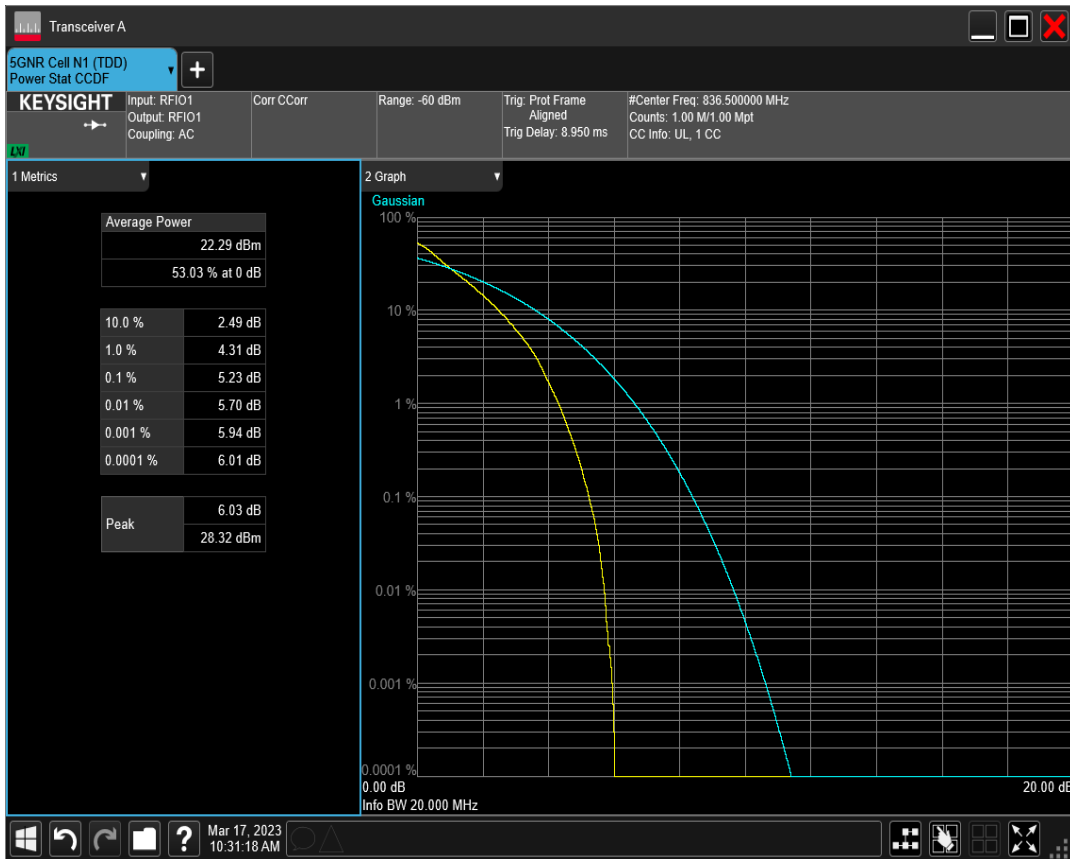 Transceiver A
5GNR Cell N1 (TDD)
Power Stat CCDF
+
KEYSIGHT
LXI
Input: RFIO1
Output: RFIO1
Coupling: AC
Corr CCorr
Range: -60 dBm
Trig: Prot Frame
Aligned
Trig Delay: 8.950 ms
#Center Freq: 836.500000 MHz
Counts: 1.00 M/1.00 Mpt
CC Info: UL, 1 CC
1 Metrics
Average Power
22.29 dBm
53.03 % at 0 dB
10.0 % 2.49 dB
1.0 % 4.31 dB
0.1 % 5.23 dB
0.01 % 5.70 dB
0.001 % 5.94 dB
0.0001 % 6.01 dB
Peak
6.03 dB
28.32 dBm
2 Graph
Gaussian
100 %
10 %
1 %
0.1 %
0.01 %
0.001 %
0.0001 %
0.00 dB 20.00 dB
Info BW 20.000 MHz
?
Mar 17, 2023
10:31:18 AM